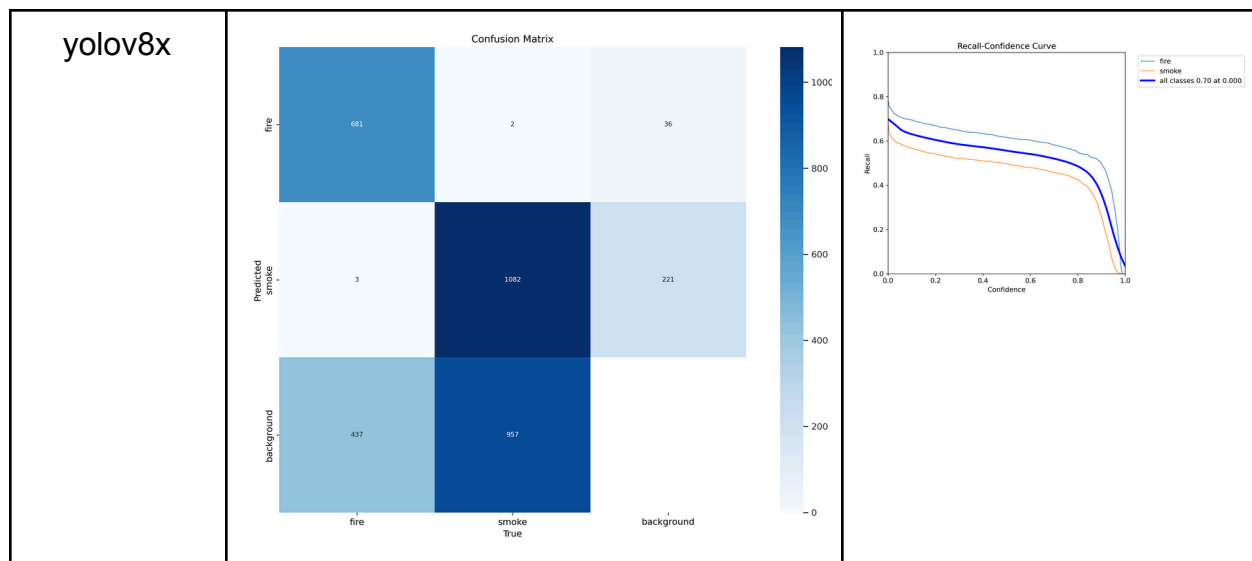 yolov8x
Confusion Matrix
fire
681
2
36
Predicted
smoke
3
1082
221
background
437
957
fire
smoke
background
True
1000
800
600
400
200
0
Recall-Confidence Curve
fire
smoke
all classes 0.70 at 0.000
1.0
0.8
0.6
0.4
0.2
0.0
Recall
0.0
0.2
0.4
0.6
0.8
1.0
Confidence